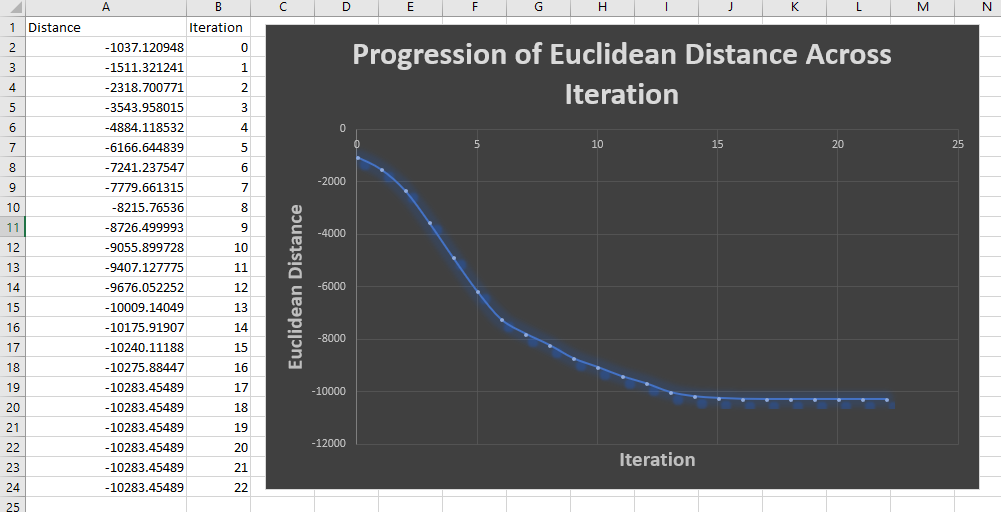 A B C D E F G H I J K L M N
1 Distance Iteration
2 -1037.120948 0
3 -1511.321241 1
4 -2318.700771 2
5 -3543.958015 3
6 -4884.118532 4
7 -6166.644839 5
8 -7241.237547 6
9 -7779.661315 7
10 -8215.76536 8
11 -8726.499993 9
12 -9055.899728 10
13 -9407.127775 11
14 -9676.052252 12
15 -10009.14049 13
16 -10175.91907 14
17 -10240.11188 15
18 -10275.88447 16
19 -10283.45489 17
20 -10283.45489 18
21 -10283.45489 19
22 -10283.45489 20
23 -10283.45489 21
24 -10283.45489 22
25
Progression of Euclidean Distance Across
Iteration
0
0 5 10 15 20 25
-2000
-4000
-6000
-8000
-10000
-12000
Euclidean Distance
Iteration